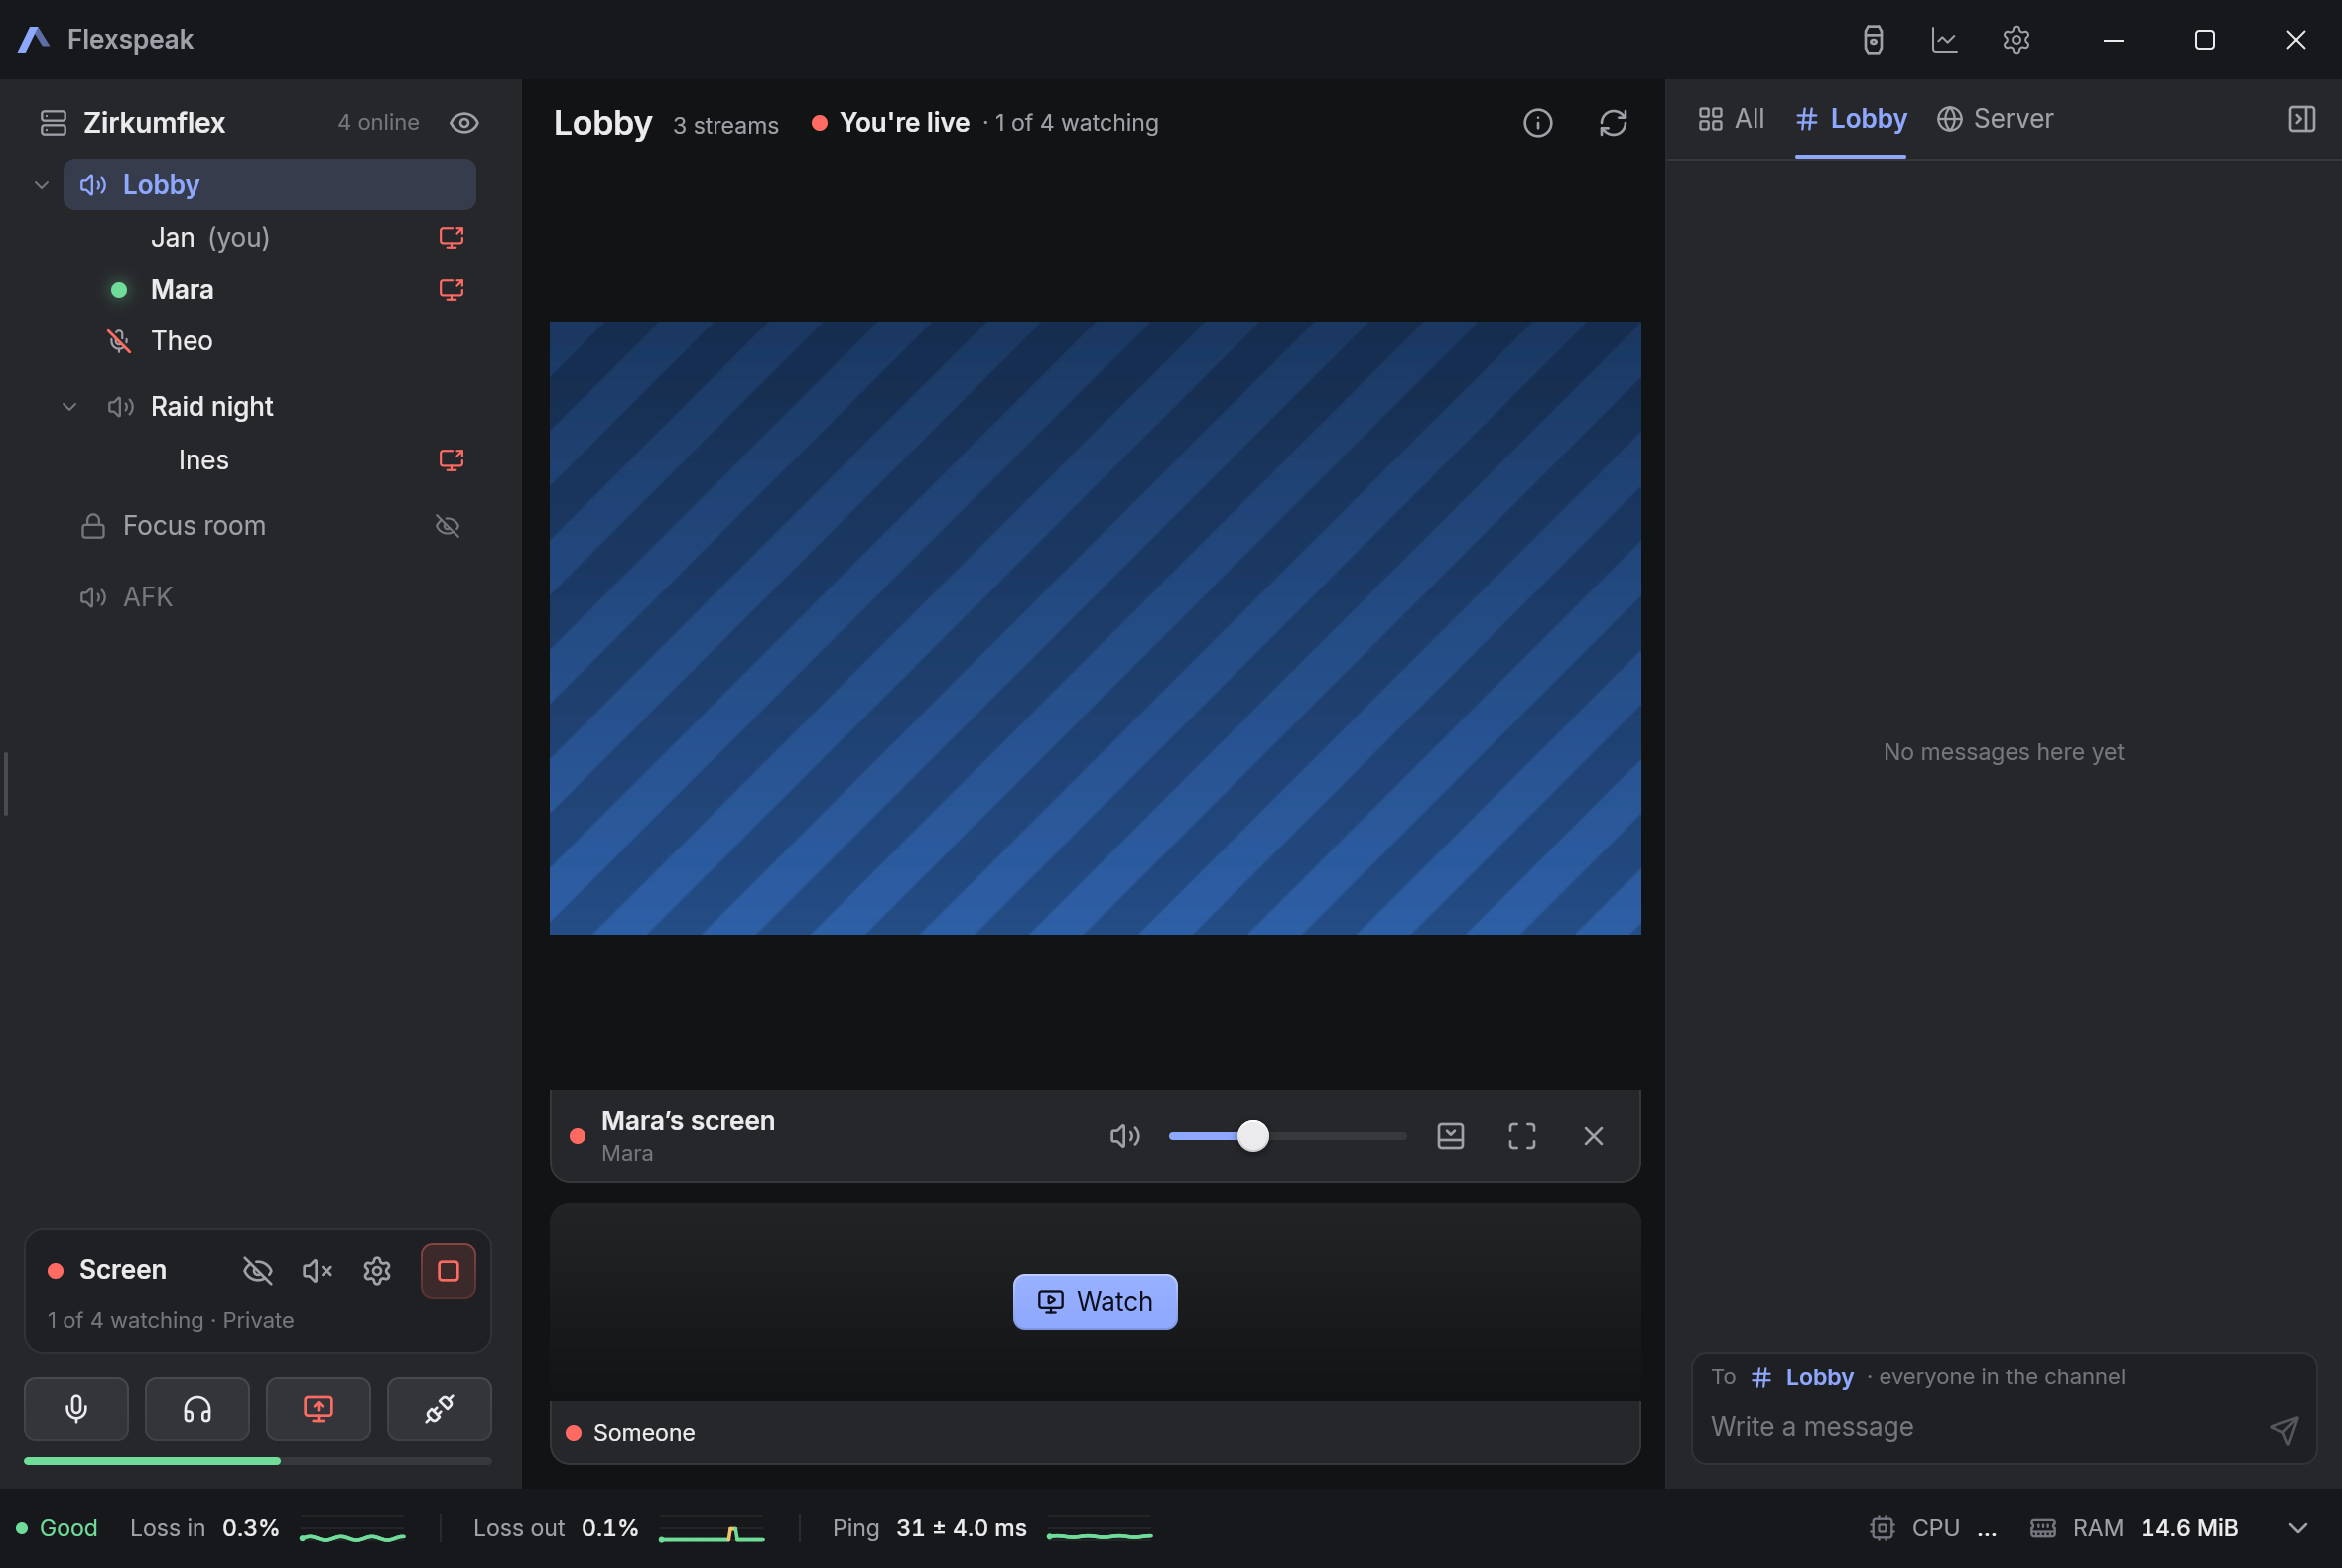 Flexspeak
Zirkumflex 4 online
Lobby
Jan (you)
Mara
Theo
Raid night
Ines
Focus room
AFK
Screen
1 of 4 watching · Private
Lobby 3 streams You're live · 1 of 4 watching
Mara’s screen
Mara
Watch
Someone
All Lobby Server
No messages here yet
To # Lobby · everyone in the channel
Write a message
Good Loss in 0.3% Loss out 0.1% Ping 31 ± 4.0 ms CPU ... RAM 14.6 MiB